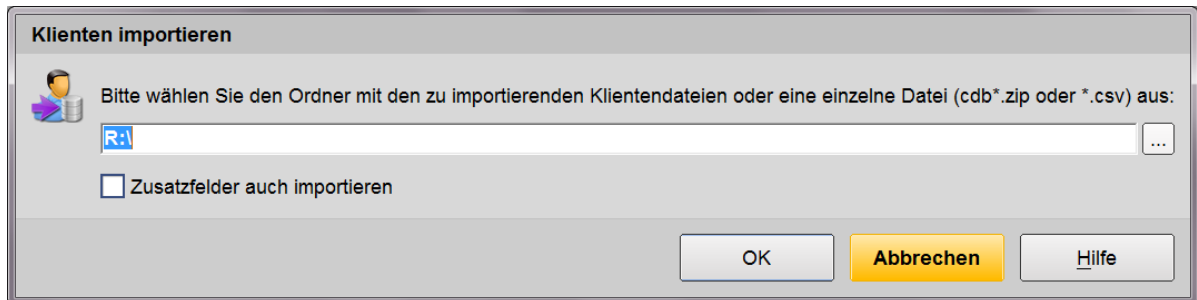 Klienten importieren
Bitte wählen Sie den Ordner mit den zu importierenden Klientendateien oder eine einzelne Datei (cdb*.zip oder *.csv) aus:
R:\
...
Zusatzfelder auch importieren
OK
Abbrechen
Hilfe